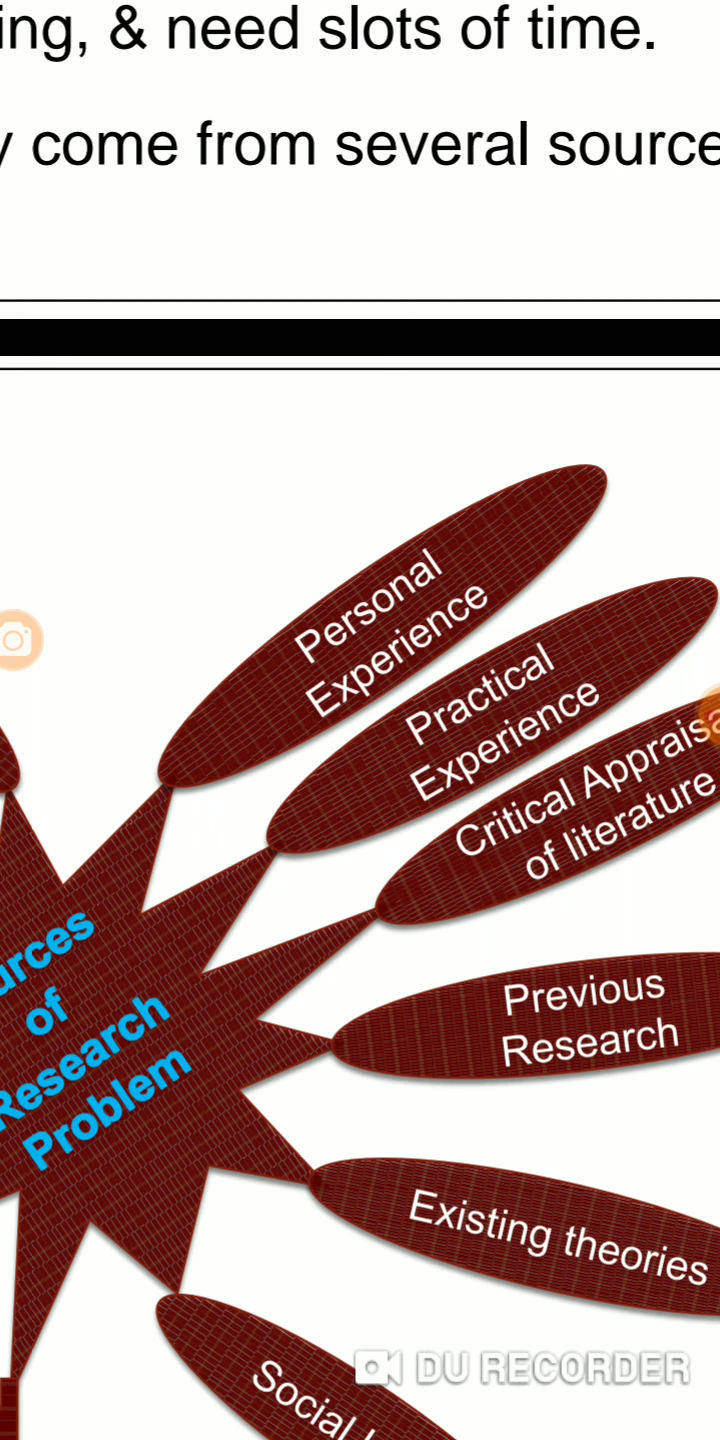 ing, & need slots of time.
y come from several source
Personal
Experience
Practical
Experience
Critical Apprais
of literature
urces
of
Research
Problem
Previous
Research
Existing theories
Social
DU RECORDER